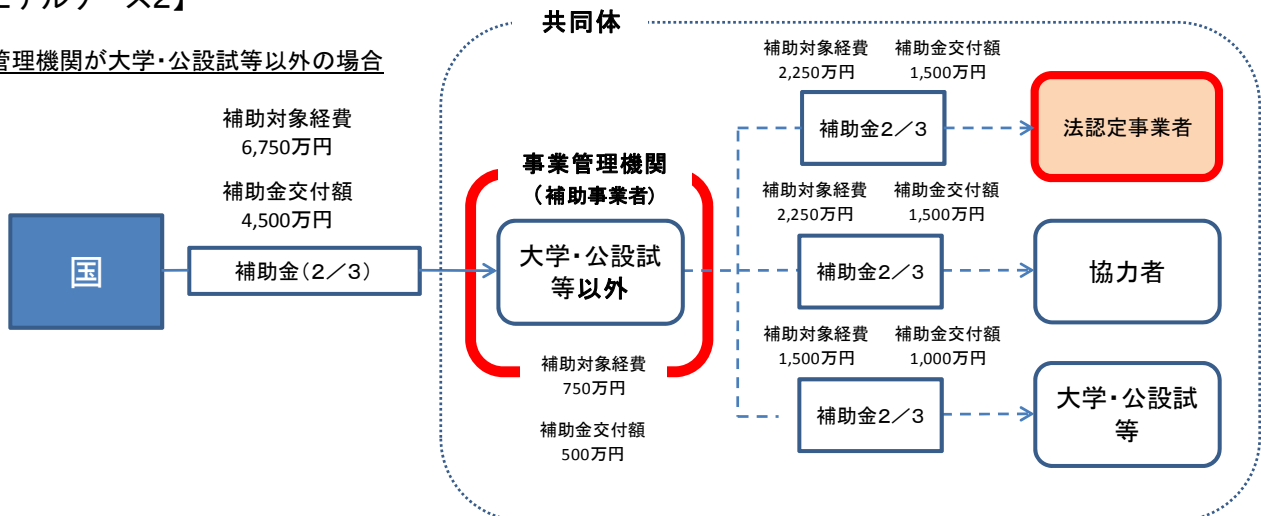 共同体
管理機関が大学・公設試等以外の場合
補助対象経費
6,750万円
補助金交付額
4,500万円
国
補助金(2/3)
事業管理機関
(補助事業者)
大学・公設試
等以外
補助対象経費
750万円
補助金交付額
500万円
補助対象経費
2,250万円
補助金交付額
1,500万円
補助金2/3
法認定事業者
補助対象経費
2,250万円
補助金交付額
1,500万円
補助金2/3
協力者
補助対象経費
1,500万円
補助金交付額
1,000万円
補助金2/3
大学・公設試
等